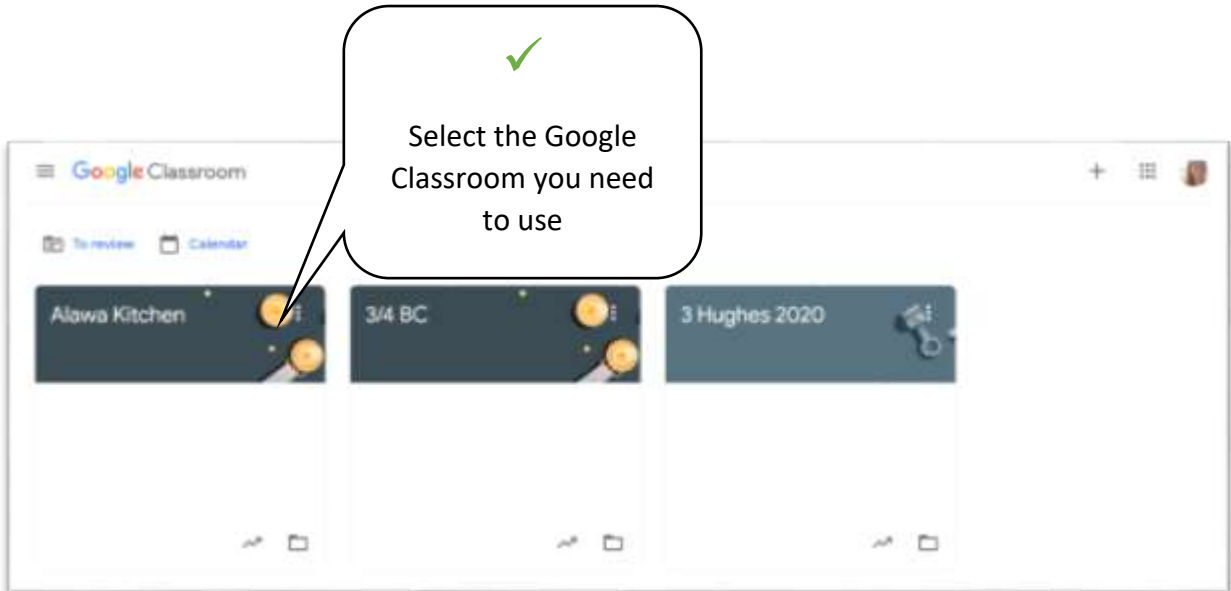 ✓
Select the Google
Classroom you need
to use
Google Classroom
To review
Calendar
Alawa Kitchen
3/4 BC
3 Hughes 2020